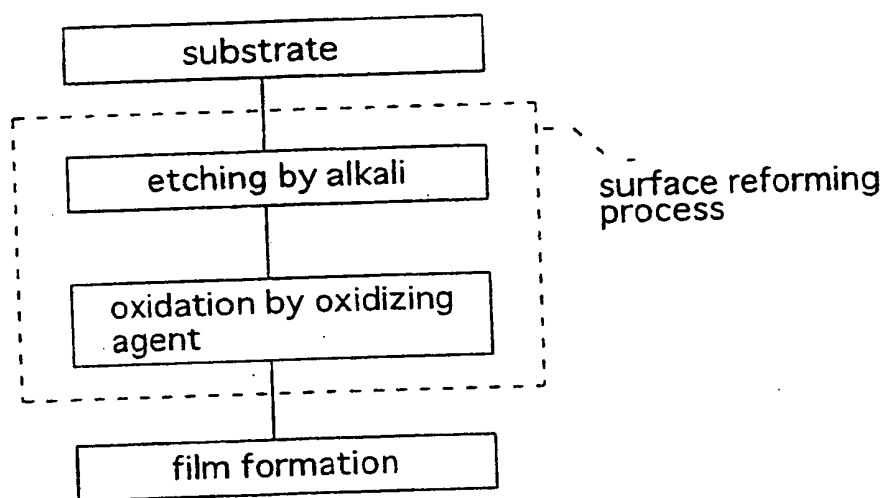 substrate
etching by alkali
surface reforming
process
oxidation by oxidizing
agent
film formation